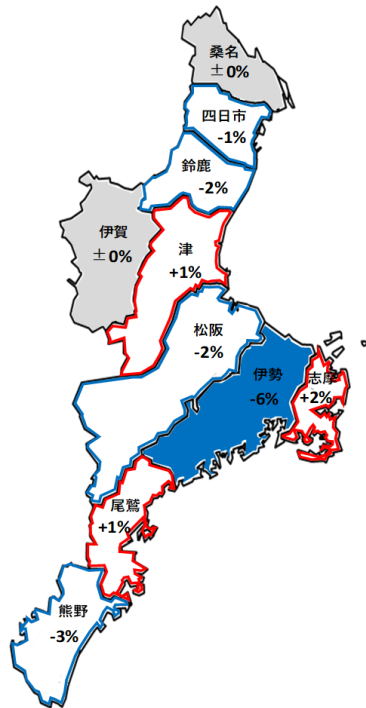 桑名
±0%
四日市
-1%
鈴鹿
-2%
伊賀
±0%
津
+1%
松阪
-2%
伊勢
-6%
志摩
+2%
尾鷲
+1%
熊野
-3%